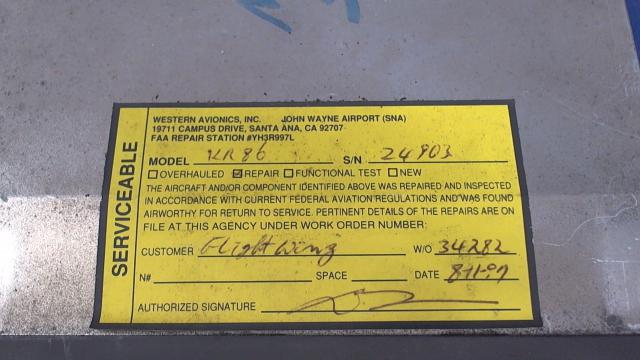 WESTERN AVIONICS, INC. JOHN WAYNE AIRPORT (SNA)
19711 CAMPUS DRIVE, SANTA ANA, CA 92707
FAA REPAIR STATION #YH3R997L
SERVICEABLE
MODEL KR86 S/N 24903
OVERHAULED REPAIR FUNCTIONAL TEST NEW
THE AIRCRAFT AND/OR COMPONENT IDENTIFIED ABOVE WAS REPAIRED AND INSPECTED
IN ACCORDANCE WITH CURRENT FEDERAL AVIATION REGULATIONS AND WAS FOUND
AIRWORTHY FOR RETURN TO SERVICE. PERTINENT DETAILS OF THE REPAIRS ARE ON
FILE AT THIS AGENCY UNDER WORK ORDER NUMBER:
CUSTOMER Flight Wing W/O 34282
N# SPACE DATE
AUTHORIZED SIGNATURE